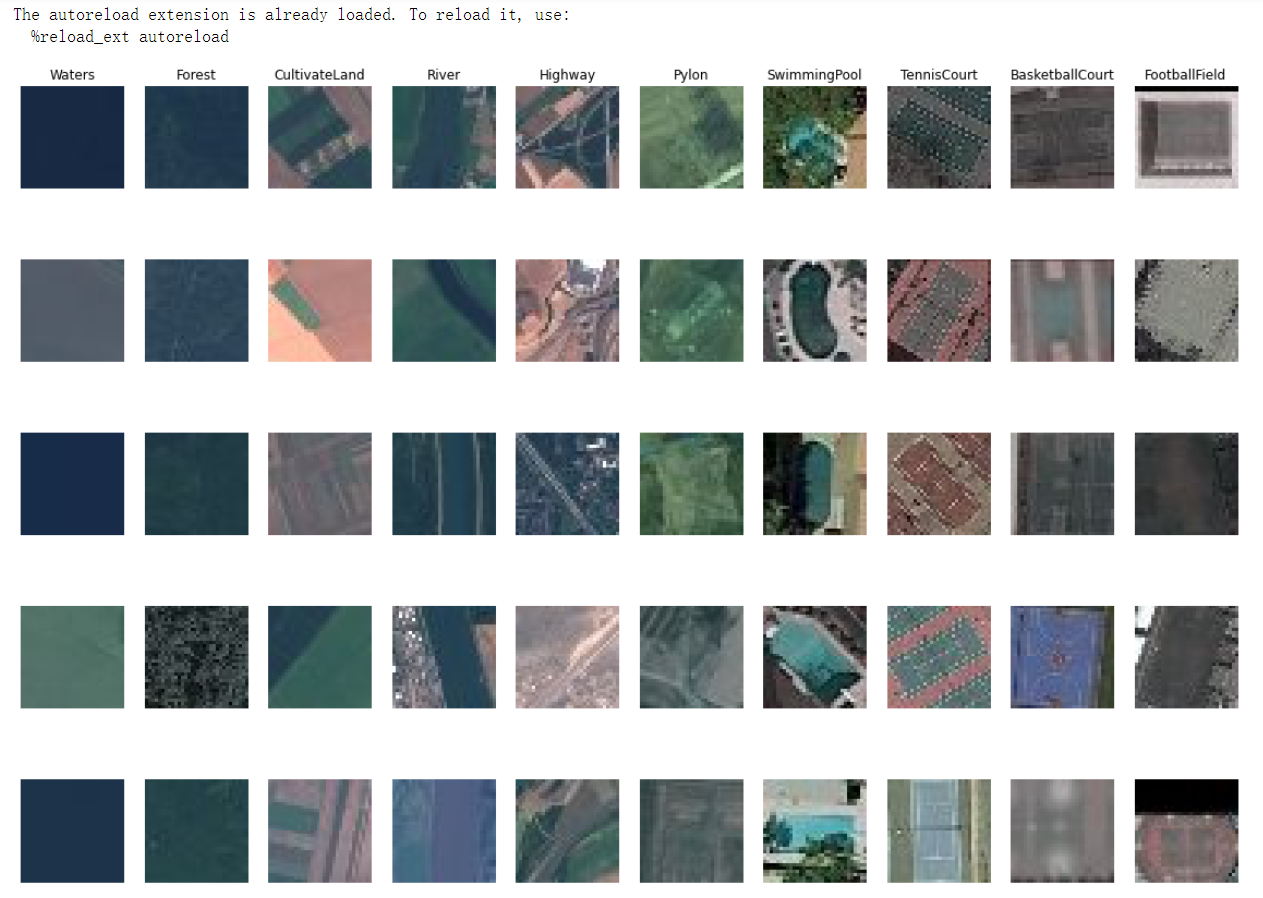 The autoreload extension is already loaded. To reload it, use:
%reload_ext autoreload
Waters Forest CultivateLand River Highway Pylon SwimmingPool TennisCourt BasketballCourt FootballField